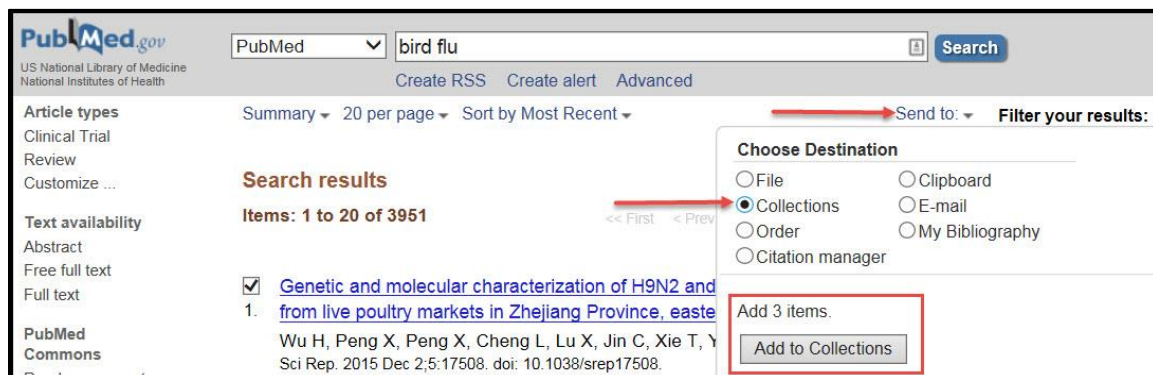 PubMed.gov
US National Library of Medicine
National Institutes of Health
PubMed
bird flu
Search
Create RSS Create alert Advanced
Article types
Clinical Trial
Review
Customize ...
Text availability
Abstract
Free full text
Full text
PubMed
Commons
Summary 20 per page Sort by Most Recent
Send to: Filter your results:
Search results
Items: 1 to 20 of 3951
<< First < Prev
Genetic and molecular characterization of H9N2 and
1. from live poultry markets in Zhejiang Province, easte
Wu H, Peng X, Peng X, Cheng L, Lu X, Jin C, Xie T, Y
Sci Rep. 2015 Dec 2;5:17508. doi: 10.1038/srep17508.
Choose Destination
File Clipboard
Collections E-mail
Order My Bibliography
Citation manager
Add 3 items.
Add to Collections